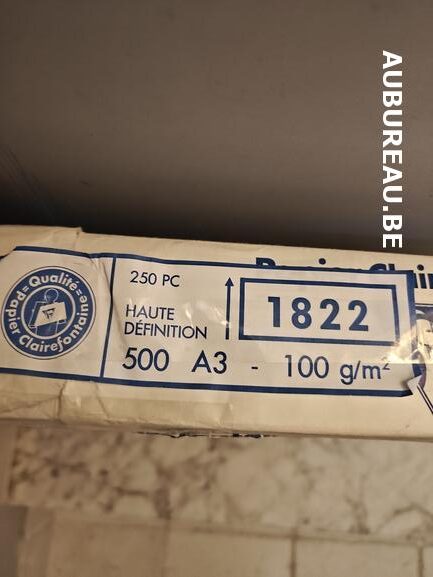 AUBUREAU.BE
Qualité
Papier Clairefontaine
250 PC
HAUTE
DÉFINITION
1822
500 A3 - 100 g/m²